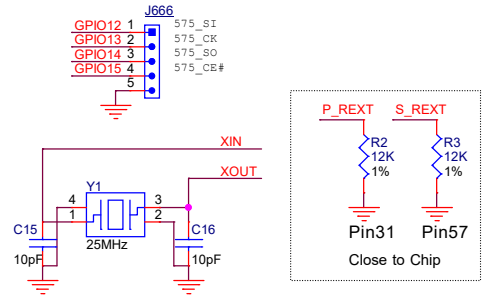 J666
GPIO12 1 575_SI
GPIO13 2 575_CK
GPIO14 3 575_SO
GPIO15 4 575_CE#
5
P_REXT S_REXT
XIN
R2 R3
12K 12K
1% 1%
XOUT
Y1
4 3
1 2
C15 C16
Pin31 Pin57
10pF 25MHz 10pF
Close to Chip